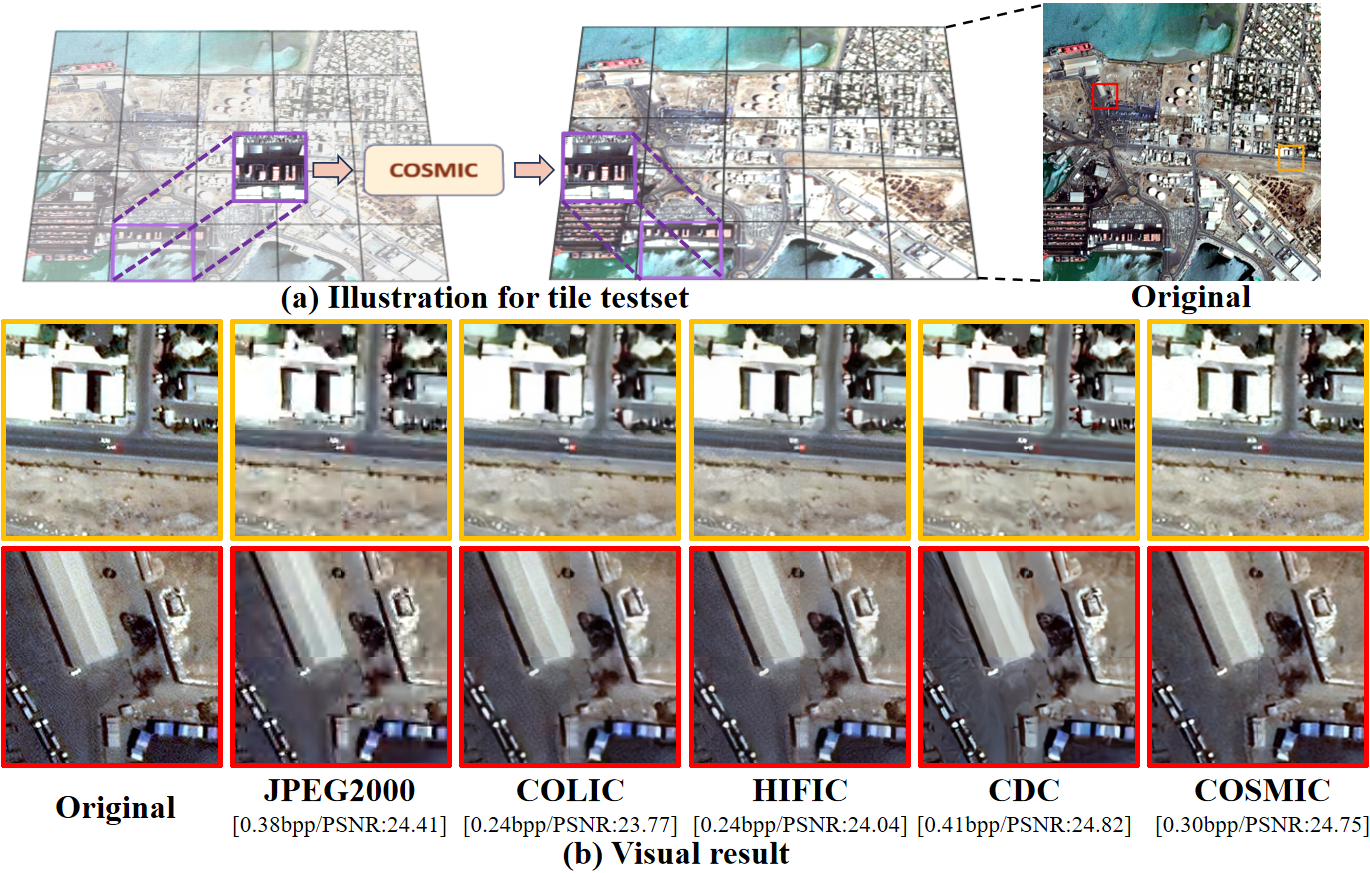 COSMIC
(a) Illustration for tile testset
Original
Original
JPEG2000
[0.38bpp/PSNR:24.41]
COLIC
[0.24bpp/PSNR:23.77]
HIFIC
[0.24bpp/PSNR:24.04]
CDC
[0.41bpp/PSNR:24.82]
COSMIC
[0.30bpp/PSNR:24.75]
(b) Visual result